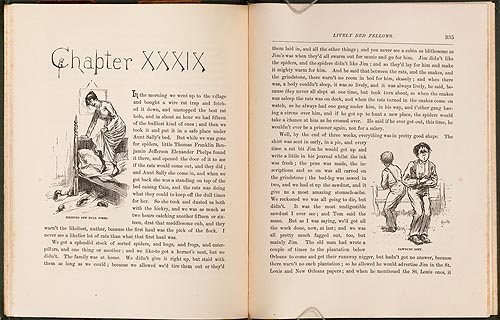 Chapter XXXIX
In the morning we went up to the village
and bought a wire rat trap and fetch-
ed it down, and unstopped the best rat
hole, and in about an hour we had fifteen
of the bulliest kind of ones; and then we
took it and put it in a safe place under
Aunt Sally's bed. But while we was gone
for spiders, little Thomas Franklin Ben-
jamin Jefferson Elexander Phelps found
it there, and opened the door of it to see
if the rats would come out, and they did;
and Aunt Sally she come in, and when we
got back she was a standing on top of the
bed raising Cain, and the rats was doing
what they could to keep off the dull times
for her. So she took and dusted us both
with the hickry, and we was as much as
two hours catching another fifteen or six-
teen, drat that meddlesome cub, and they
warn't the likeliest, nuther, because the first haul was the pick of the flock. I
never see a likelier lot of rats than what that first haul was.
We got a splendid stock of sorted spiders, and bugs, and frogs, and cater-
pillars, and one thing or another; and we like-to got a hornet's nest, but we
didn't. The family was at home. We didn't give it right up, but staid with
them as long as we could; because we allowed we'd tire them out or they'd
KEEPING OFF DULL TIMES.
LIVELY BED FELLOWS.
335
them laid in, and all the other things; and you never see a cabin as blithesome as
Jim's was when they'd all swarm out for music and go for him. Jim didn't like
the spiders, and the spiders didn't like Jim; and so they'd lay for him and make
it mighty warm for him. And he said that between the rats, and the snakes, and
the grindstone, there warn't no room in bed for him, skasely; and when there
was, a body couldn't sleep, it was so lively, and it was always lively, he said, be-
cause they never all slept at one time, but took turn about, so when the snakes
was asleep the rats was on deck, and when the rats turned in the snakes come on
watch, so he always had one gang under him, in his way, and t'other gang hav-
ing a circus over him, and if he got up to hunt a new place, the spiders would
take a chance at him as he crossed over. He said if he ever got out, this time, he
wouldn't ever be a prisoner again, not for a salary.
Well, by the end of three weeks, everything was in pretty good shape. The
shirt was sent in early, in a pie, and every
time a rat bit Jim he would get up and
write a little in his journal whilst the ink
was fresh; the pens was made, the in-
scriptions and so on was all carved on
the grindstone; the bed-leg was sawed in
two, and we had et up the sawdust, and it
give us a most amazing stomach-ache.
We reckoned we was all going to die, but
didn't. It was the most undigestible
sawdust I ever see; and Tom said the
same. But as I was saying, we'd got all
the work done, now, at last; and we was
all pretty much fagged out, too, but
mainly Jim. The old man had wrote a
couple of times to the plantation below
Orleans to come and get their runaway nigger, but hadn't got no answer, because
there warn't no such plantation; so he allowed he would advertise Jim in the St.
Louis and New Orleans papers; and when he mentioned the St. Louis ones, it
SAWDUST DIET.